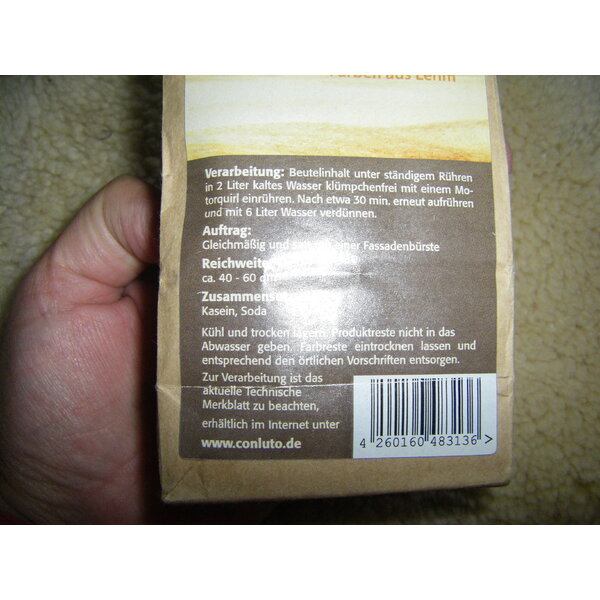 Farben aus Lehm
Verarbeitung: Beutelinhalt unter ständigem Rühren
in 2 Liter kaltes Wasser klümpchenfrei mit einem Mo-
torquirl einrühren. Nach etwa 30 min. erneut aufrühren
und mit 6 Liter Wasser verdünnen.
Auftrag:
Gleichmäßig und einer Fassadenbürste
Reichweite
ca. 40 - 60
Kasein, Soda
Kühl und trocken lagern. Produktreste nicht in das
Abwasser geben. Farbreste eintrocknen lassen und
entsprechend den örtlichen Vorschriften entsorgen.
Zur Verarbeitung ist das
aktuelle Technische
Merkblatt zu beachten,
erhältlich im Internet unter
www.conluto.de
4 260160 483136 >